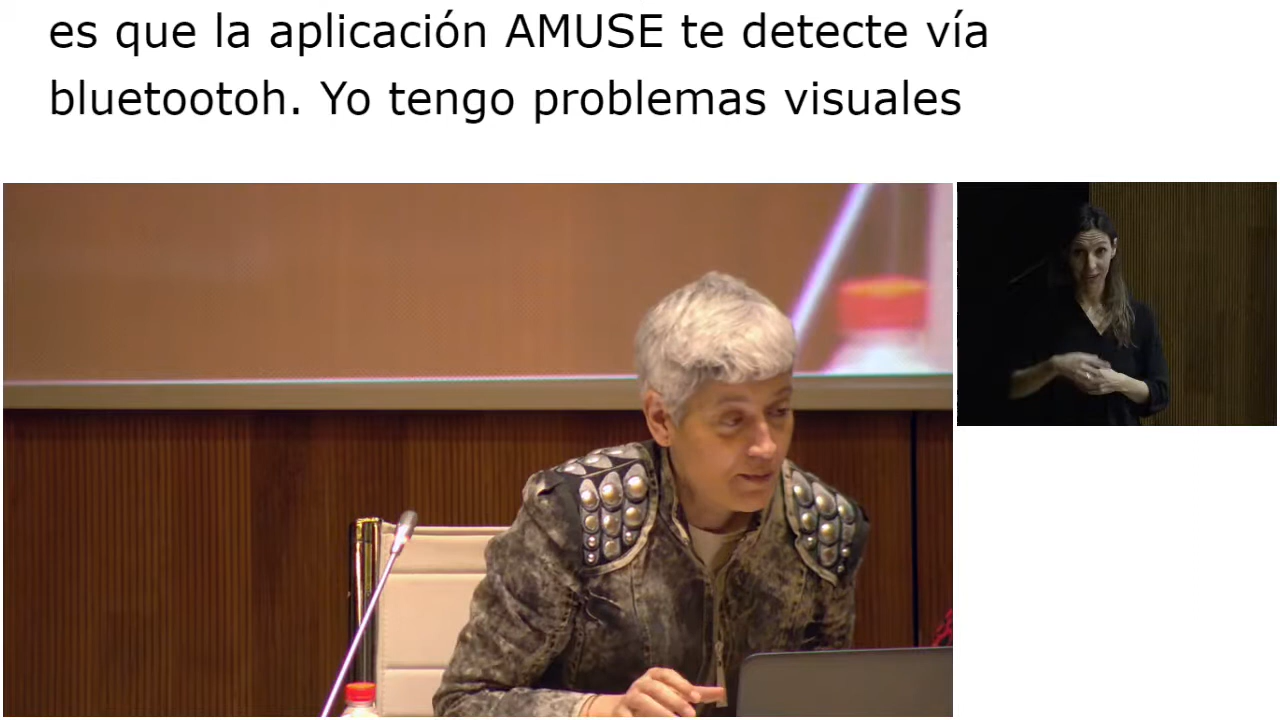 es que la aplicación AMUSE te detecte vía
bluetootoh. Yo tengo problemas visuales